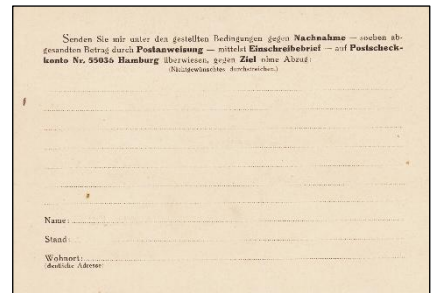 Senden Sie mir unter den gestellten Bedingungen gegen Nachnahme — soeben ab-
gesandten Betrag durch Postanweisung — mittelst Einschreibebrief — auf Postscheck-
konto Nr. 55036 Hamburg überwiesen, gegen Ziel ohne Abzug:
(Nichtgewünschtes durchstreichen.)
Name:
Stand:
Wohnort:
(deutliche Adresse)